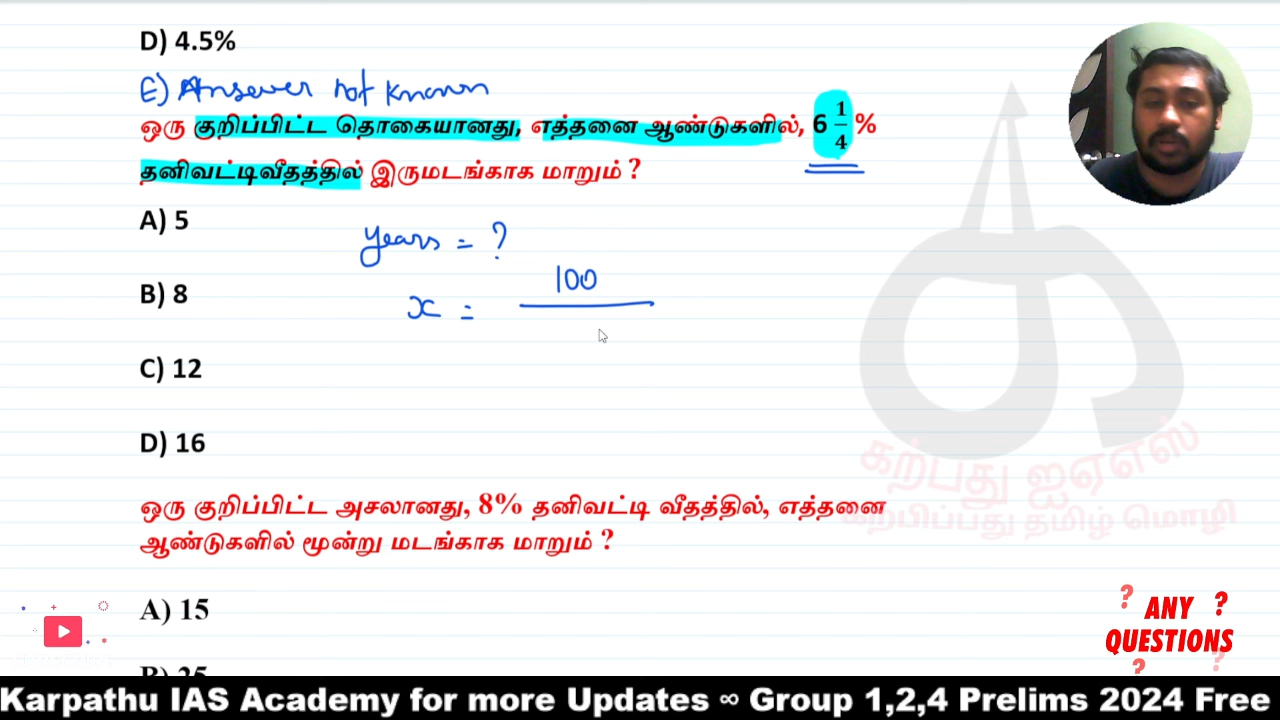 D) 4.5%
E) Answer not known
ஒரு குறிப்பிட்ட தொகையானது, எத்தனை ஆண்டுகளில், 6 1/4 %
தனிவட்டிவீதத்தில் இருமடங்காக மாறும் ?
A) 5
years = ?
B) 8
x = 100
C) 12
D) 16
கற்பது ஐஏஎஸ்
கற்பிப்பது தமிழ் மொழி
ஒரு குறிப்பிட்ட அசலானது, 8% தனிவட்டி வீதத்தில், எத்தனை
ஆண்டுகளில் மூன்று மடங்காக மாறும் ?
A) 15
? ANY ?
QUESTIONS
? ?
B) 25
Karpathu IAS Academy for more Updates ∞ Group 1,2,4 Prelims 2024 Free